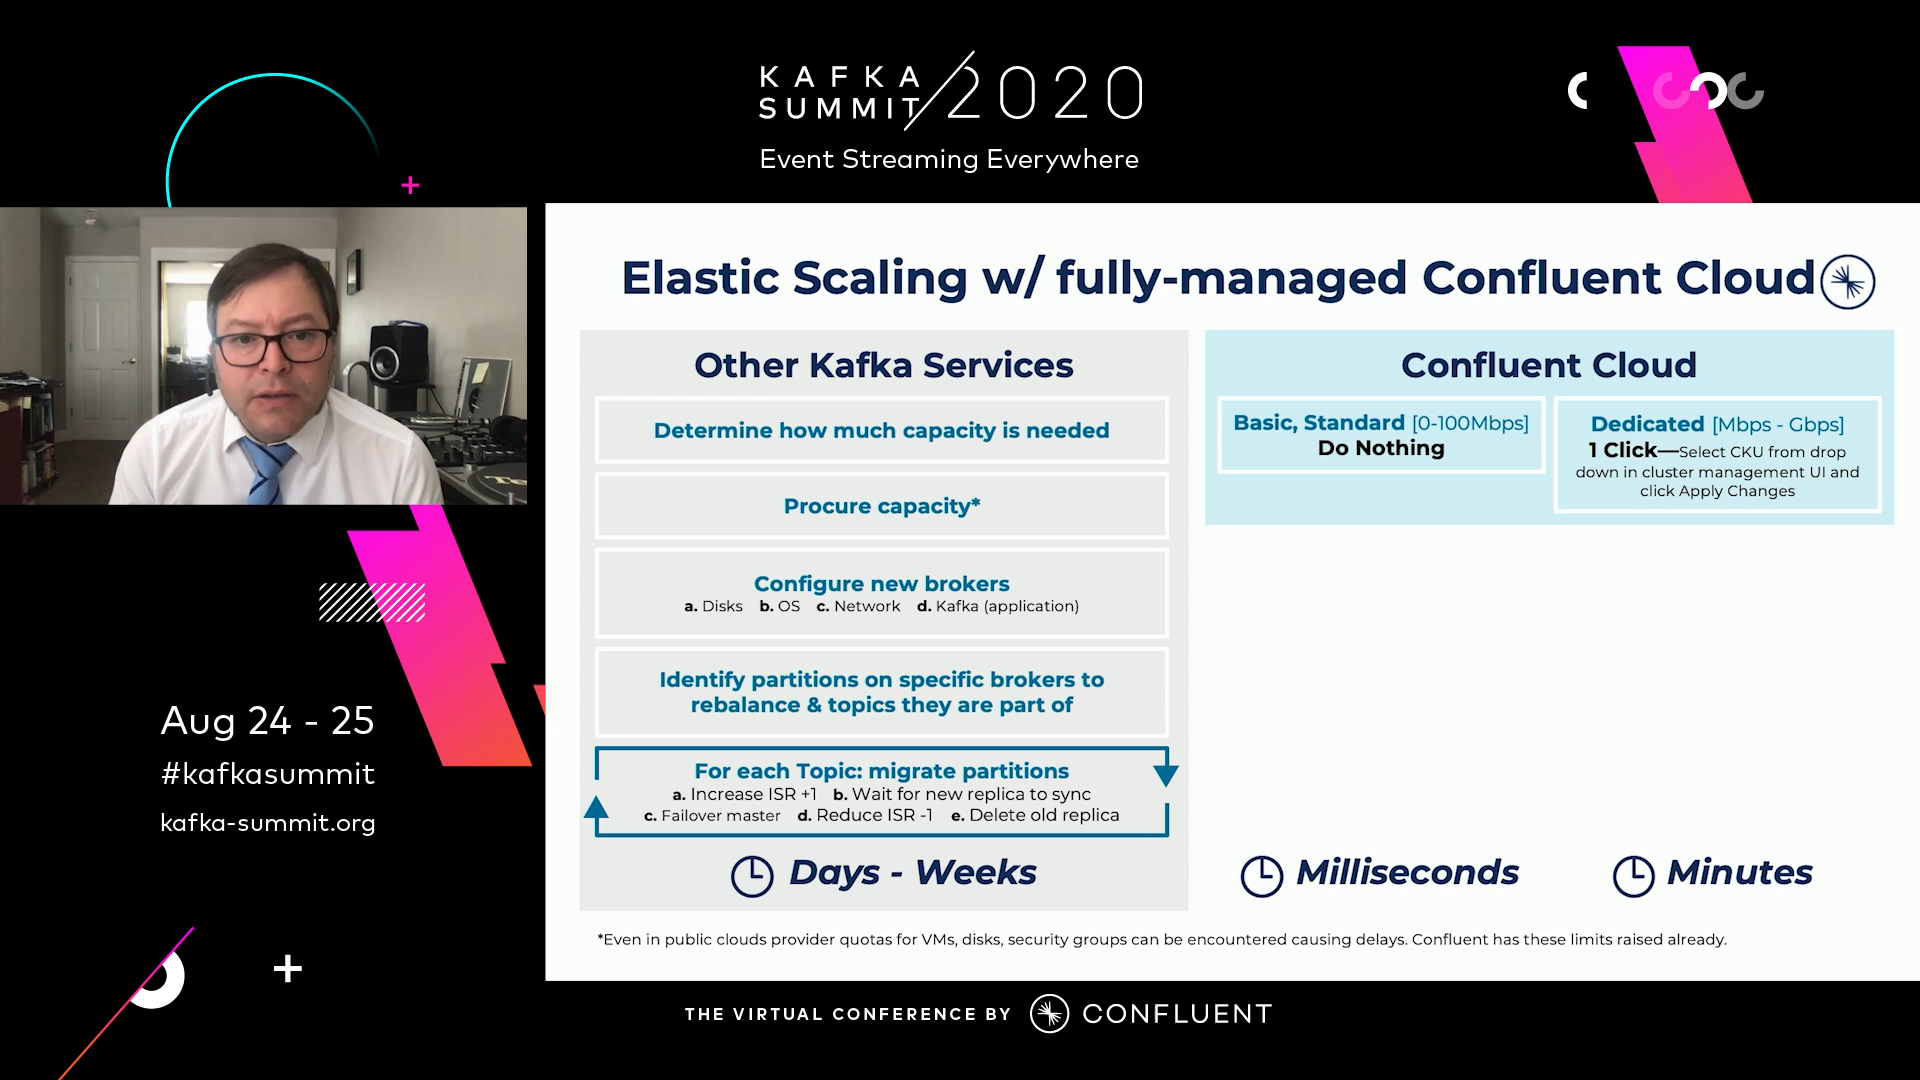 KAFKA
SUMMIT 2020
Event Streaming Everywhere
Elastic Scaling w/ fully-managed Confluent Cloud
Other Kafka Services
Determine how much capacity is needed
Procure capacity*
Configure new brokers
a. Disks b. OS c. Network d. Kafka (application)
Identify partitions on specific brokers to
rebalance & topics they are part of
For each Topic: migrate partitions
a. Increase ISR +1 b. Wait for new replica to sync
c. Failover master d. Reduce ISR -1 e. Delete old replica
Days - Weeks
Confluent Cloud
Basic, Standard [0-100Mbps]
Do Nothing
Dedicated [Mbps - Gbps]
1 Click—Select CKU from drop
down in cluster management UI and
click Apply Changes
Milliseconds
Minutes
*Even in public clouds provider quotas for VMs, disks, security groups can be encountered causing delays. Confluent has these limits raised already.
Aug 24 - 25
#kafkasummit
kafka-summit.org
THE VIRTUAL CONFERENCE BY CONFLUENT